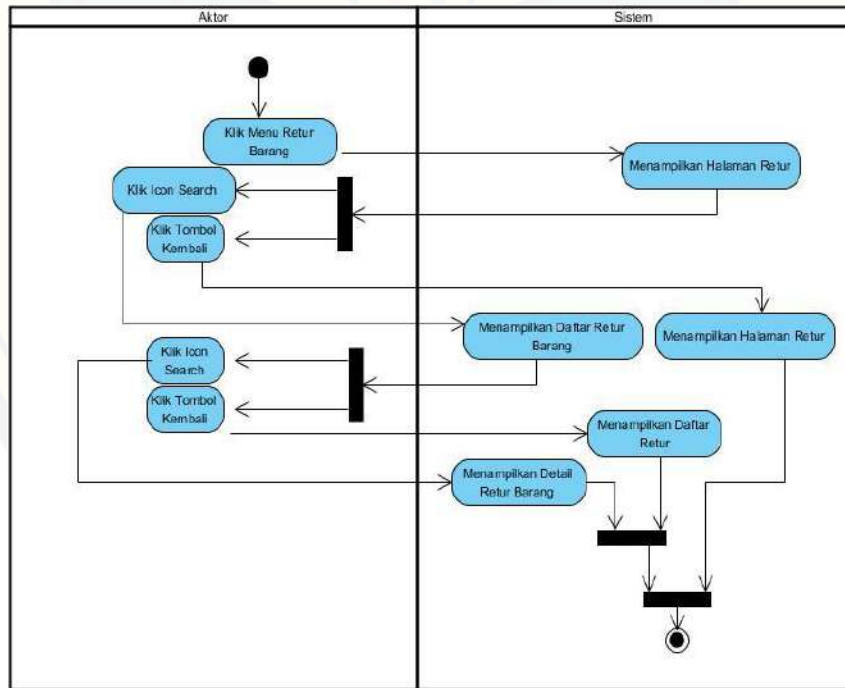 Aktor
Sistem
Klik Menu Retur
Barang
Menampilkan Halaman Retur
Klik Icon Search
Klik Tombol
Kembali
Menampilkan Daftar Retur
Barang
Menampilkan Halaman Retur
Klik Icon
Search
Klik Tombol
Kembali
Menampilkan Daftar
Retur
Menampilkan Detail
Retur Barang